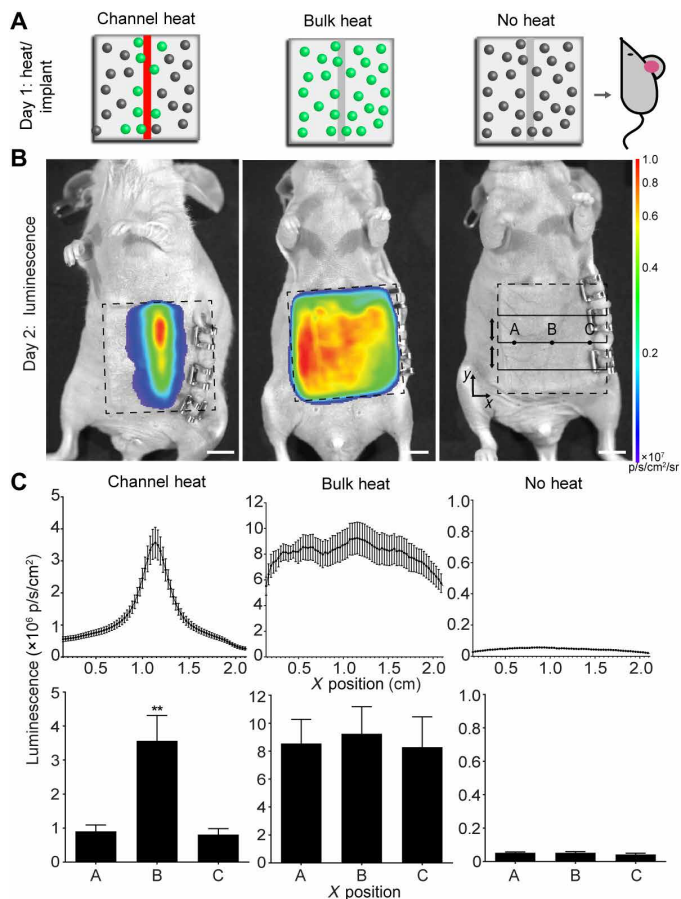 A
Day 1: heat/
implant
Channel heat
Bulk heat
No heat
B
Day 2: luminescence
A B C
y
x
1.0
0.8
0.6
0.4
0.2
×10⁷
p/s/cm²/sr
C
Luminescence (×10⁶ p/s/cm²)
Channel heat
5
4
3
2
1
0
0.5 1.0 1.5 2.0
Bulk heat
12
10
8
6
4
2
0
0.5 1.0 1.5 2.0
X position (cm)
No heat
1.0
0.8
0.6
0.4
0.2
0.0
0.5 1.0 1.5 2.0
5
4
3
2
1
0
**
A B C
12
10
8
6
4
2
0
A B C
X position
1.0
0.8
0.6
0.4
0.2
0
A B C